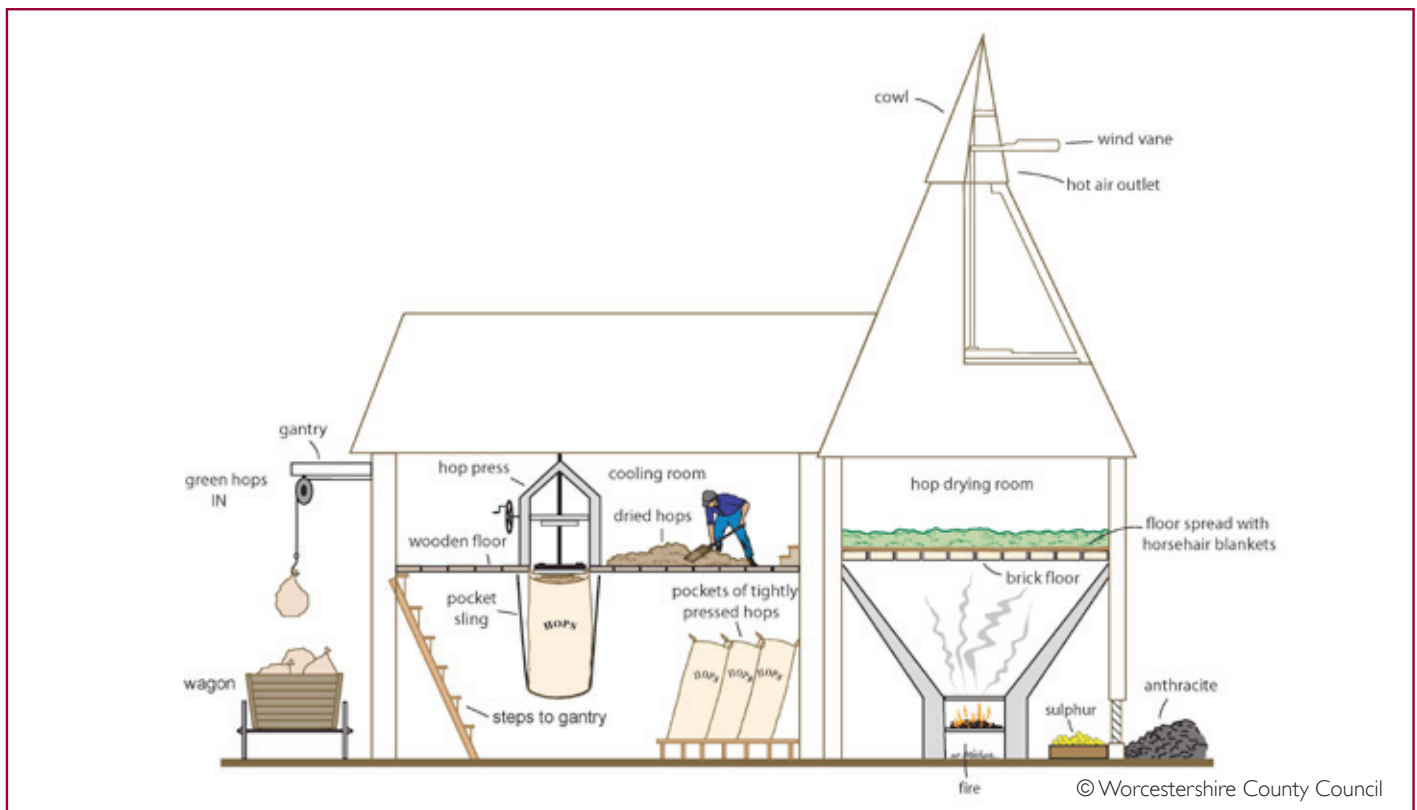 cowl
wind vane
hot air outlet
gantry
green hops
IN
hop press
cooling room
hop drying room
dried hops
wooden floor
floor spread with
horsehair blankets
brick floor
pocket
sling
HOPS
pockets of tightly
pressed hops
HOPS
HOPS
HOPS
wagon
steps to gantry
sulphur
anthracite
fire
© Worcestershire County Council